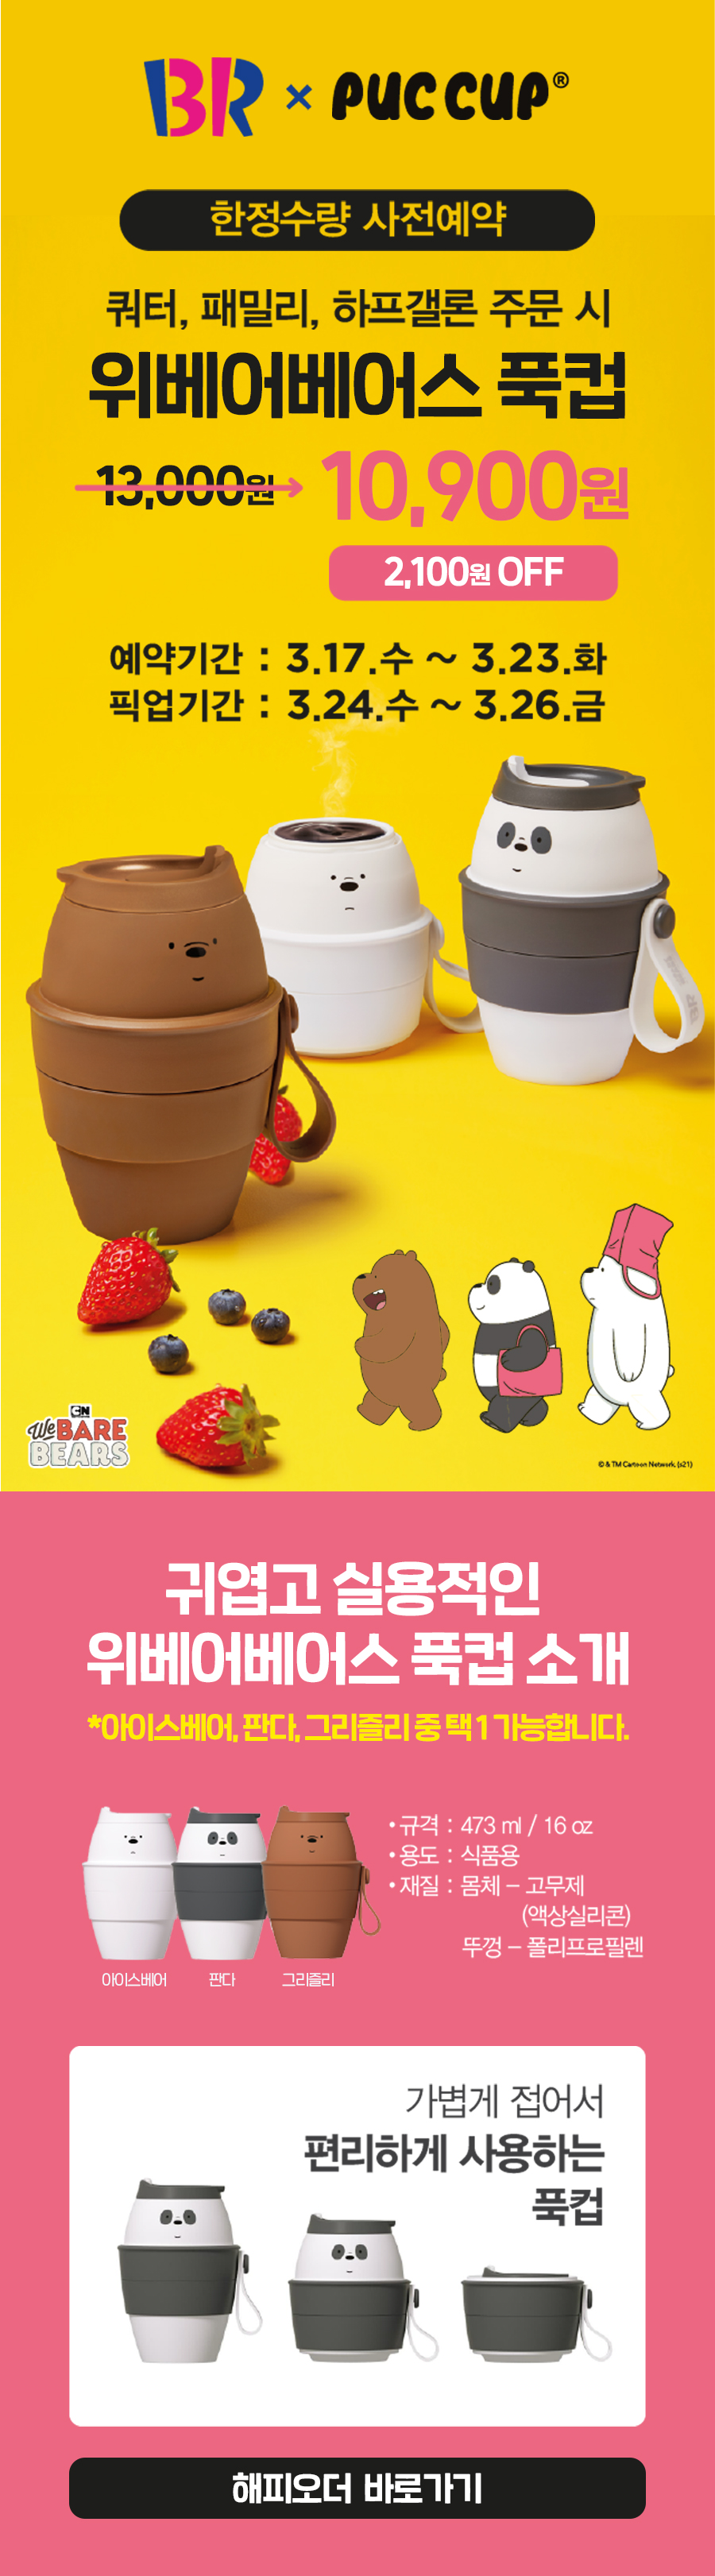 BR × PUC CUP®
한정수량 사전예약
쿼터, 패밀리, 하프갤론 주문 시
위베어베어스 푹컵
13,000원 → 10,900원
2,100원 OFF
예약기간 : 3.17.수 ~ 3.23.화
픽업기간 : 3.24.수 ~ 3.26.금
CN
We BARE
BEARS
© & TM Cartoon Network. (s21)
귀엽고 실용적인
위베어베어스 푹컵 소개
*아이스베어, 판다, 그리즐리 중 택 1 가능합니다.
• 규격 : 473 ml / 16 oz
• 용도 : 식품용
• 재질 : 몸체 – 고무제
(액상실리콘)
뚜껑 – 폴리프로필렌
아이스베어 판다 그리즐리
가볍게 접어서
편리하게 사용하는
푹컵
해피오더 바로가기